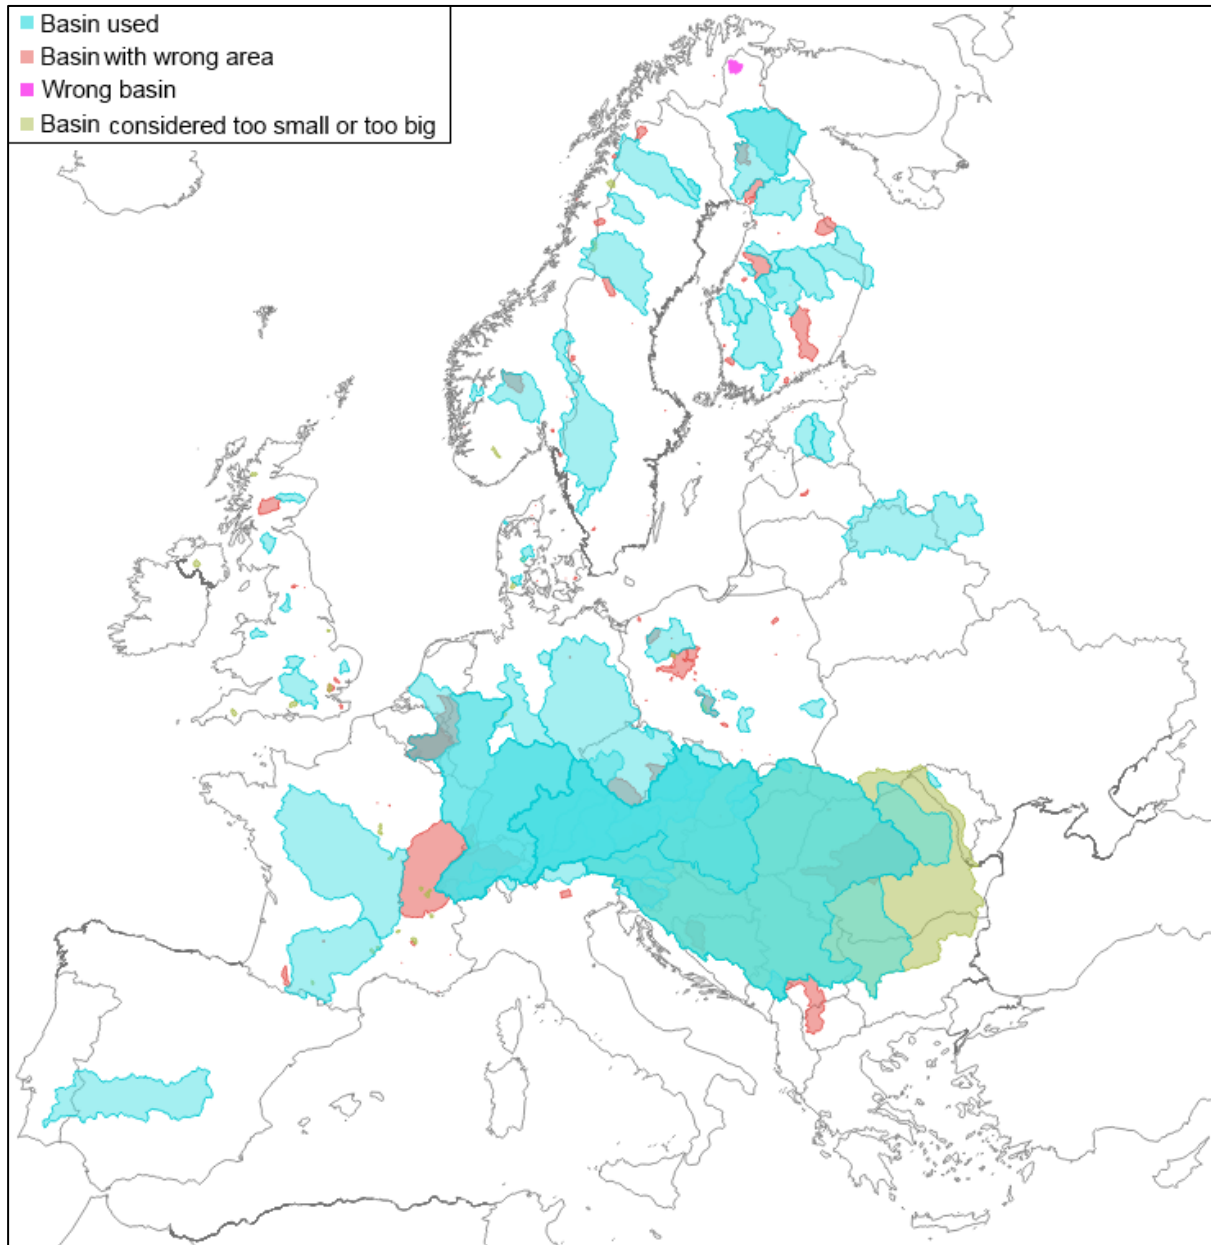 Basin used
Basin with wrong area
Wrong basin
Basin considered too small or too big